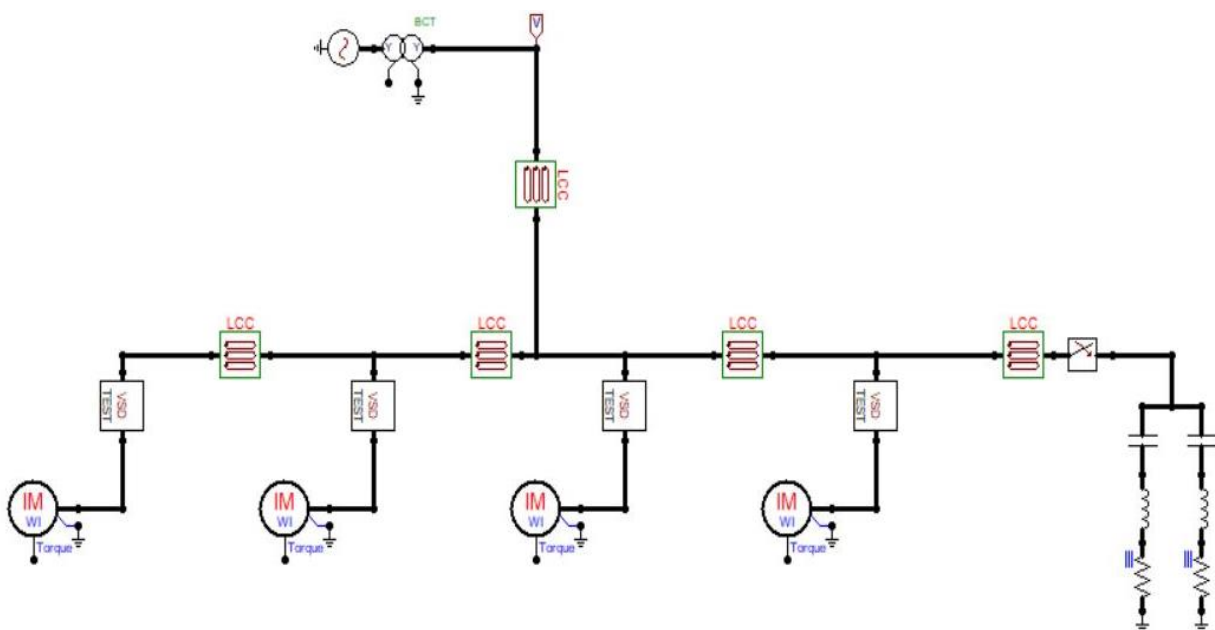 BCT
V
Y Y
LCC
LCC
LCC
LCC
LCC
VSD
TEST
VSD
TEST
VSD
TEST
VSD
TEST
IM
WI
Torque
IM
WI
Torque
IM
WI
Torque
IM
WI
Torque